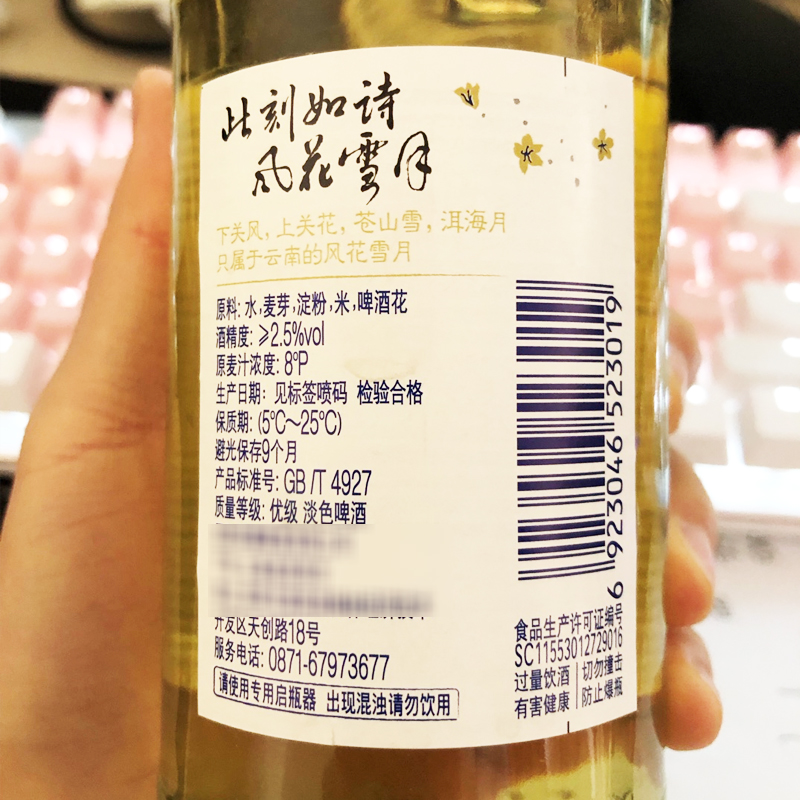 此刻如诗
风花雪月
下关风，上关花，苍山雪，洱海月
只属于云南的风花雪月
原料: 水,麦芽,淀粉,米,啤酒花
酒精度: ≥2.5%vol
原麦汁浓度: 8°P
生产日期: 见标签喷码 检验合格
保质期: (5℃～25℃)
避光保存9个月
产品标准号: GB /T 4927
质量等级: 优级 淡色啤酒
开发区天创路18号
服务电话: 0871-67973677
请使用专用启瓶器 出现混浊请勿饮用
6 923046 523019
食品生产许可证编号
SC11553012729016
过量饮酒 切勿撞击
有害健康 防止爆瓶